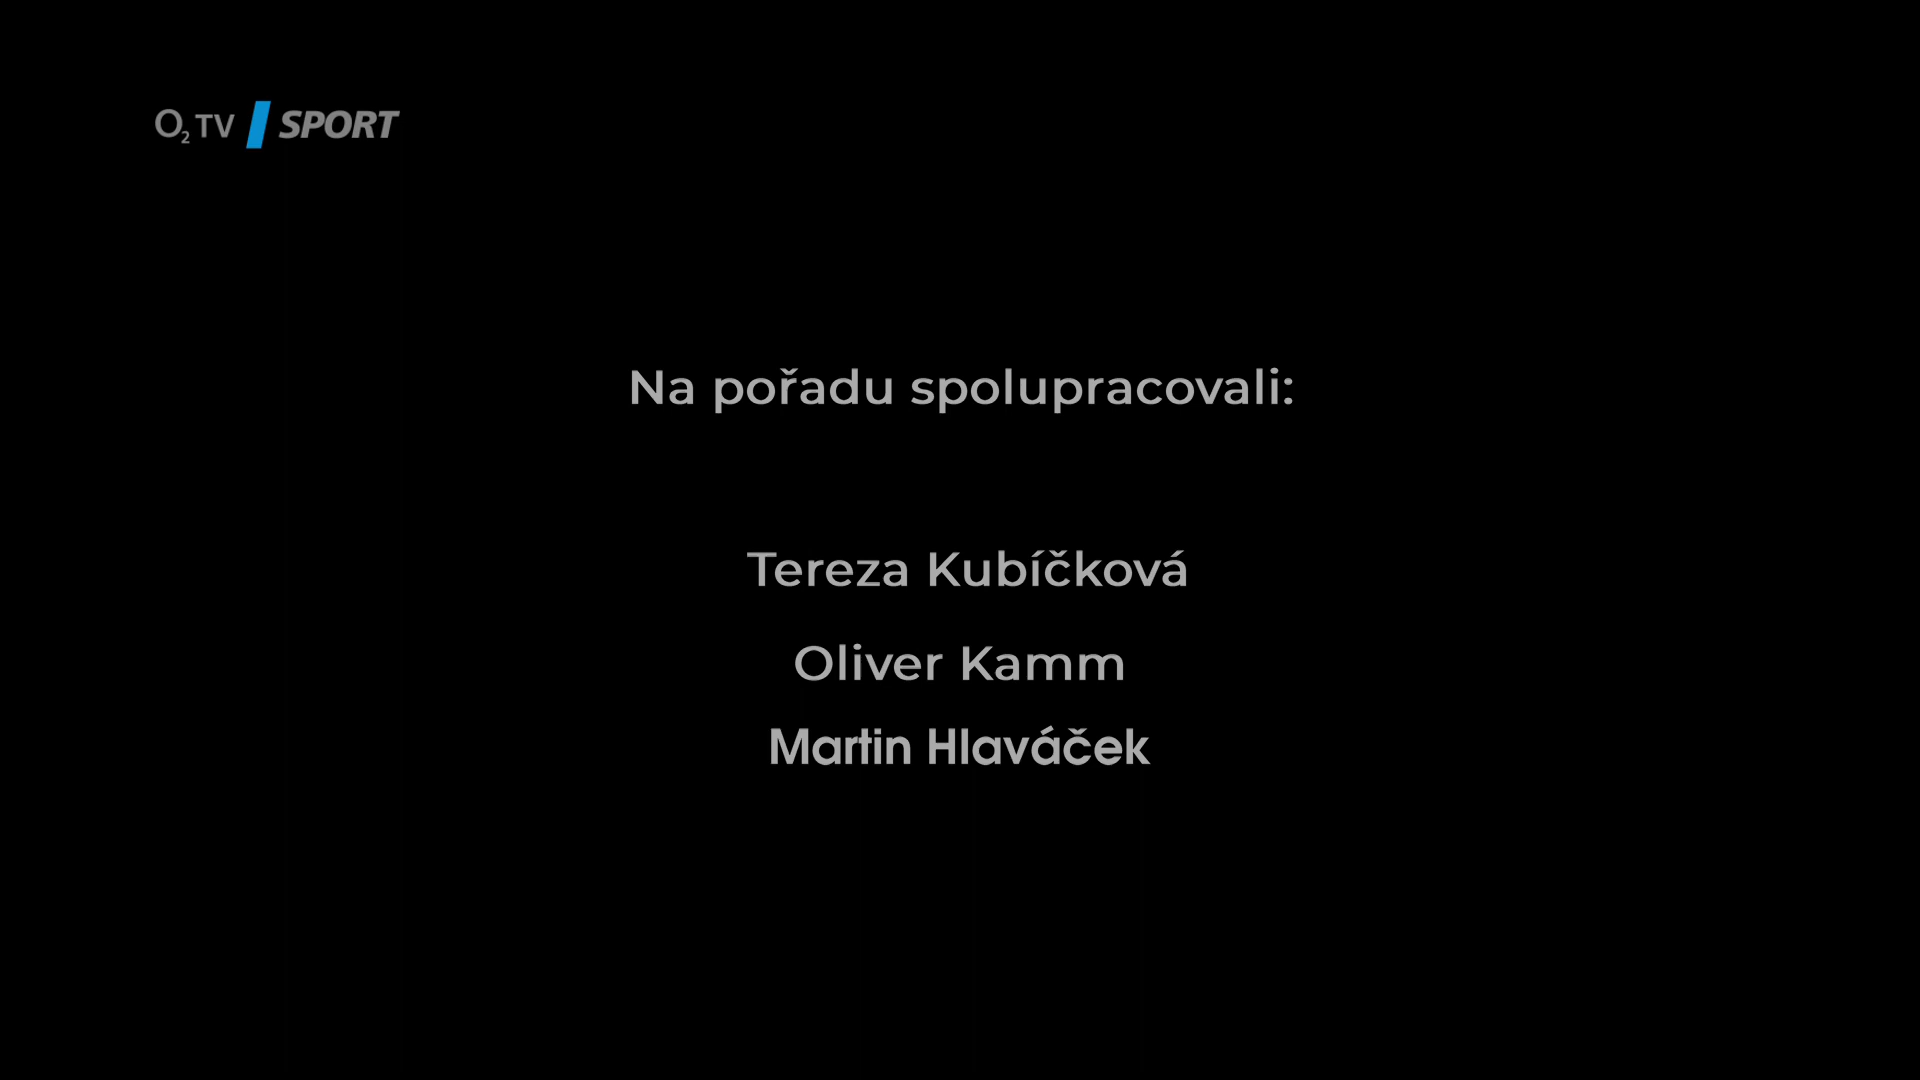 O2 TV SPORT
Na pořadu spolupracovali:
Tereza Kubíčková
Oliver Kamm
Martin Hlaváček